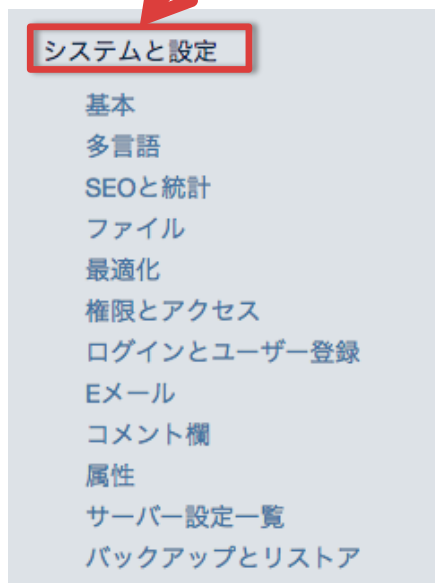 システムと設定
基本
多言語
SEOと統計
ファイル
最適化
権限とアクセス
ログインとユーザー登録
Eメール
コメント欄
属性
サーバー設定一覧
バックアップとリストア